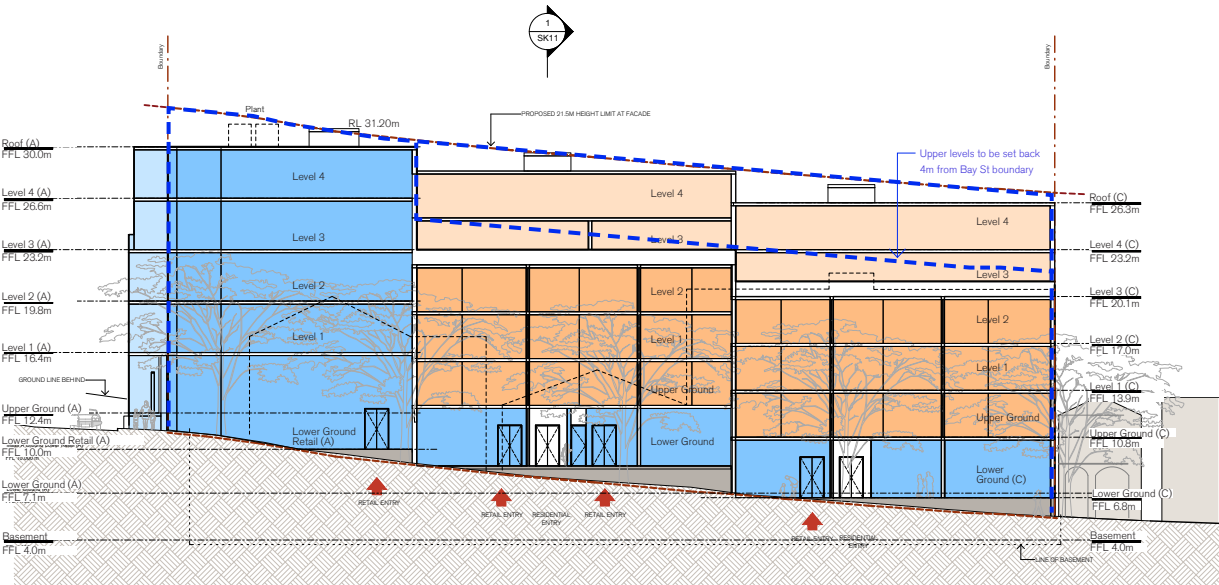 1
SK11
Boundary
Boundary
Plant
RL 31.20m
PROPOSED 21.5M HEIGHT LIMIT AT FACADE
Upper levels to be set back
4m from Bay St boundary
Roof (A)
FFL 30.0m
Level 4 (A)
FFL 26.6m
Level 3 (A)
FFL 23.2m
Level 2 (A)
FFL 19.8m
Level 1 (A)
FFL 16.4m
GROUND LINE BEHIND
Upper Ground (A)
FFL 12.4m
Lower Ground Retail (A)
FFL 10.0m
Lower Ground (A)
FFL 7.1m
Basement
FFL 4.0m
Level 4
Level 3
Level 2
Level 1
Lower Ground
Retail (A)
Level 4
Level 3
Level 2
Level 1
Upper Ground
Lower Ground
Level 4
Level 3
Level 2
Level 1
Upper Ground
Lower
Ground (C)
Roof (C)
FFL 26.3m
Level 4 (C)
FFL 23.2m
Level 3 (C)
FFL 20.1m
Level 2 (C)
FFL 17.0m
Level 1 (C)
FFL 13.9m
Upper Ground (C)
FFL 10.8m
Lower Ground (C)
FFL 6.8m
Basement
FFL 4.0m
RETAIL ENTRY
RETAIL ENTRY
RESIDENTIAL
ENTRY
RETAIL ENTRY
RETAIL ENTRY
RESIDENTIAL
ENTRY
LINE OF BASEMENT